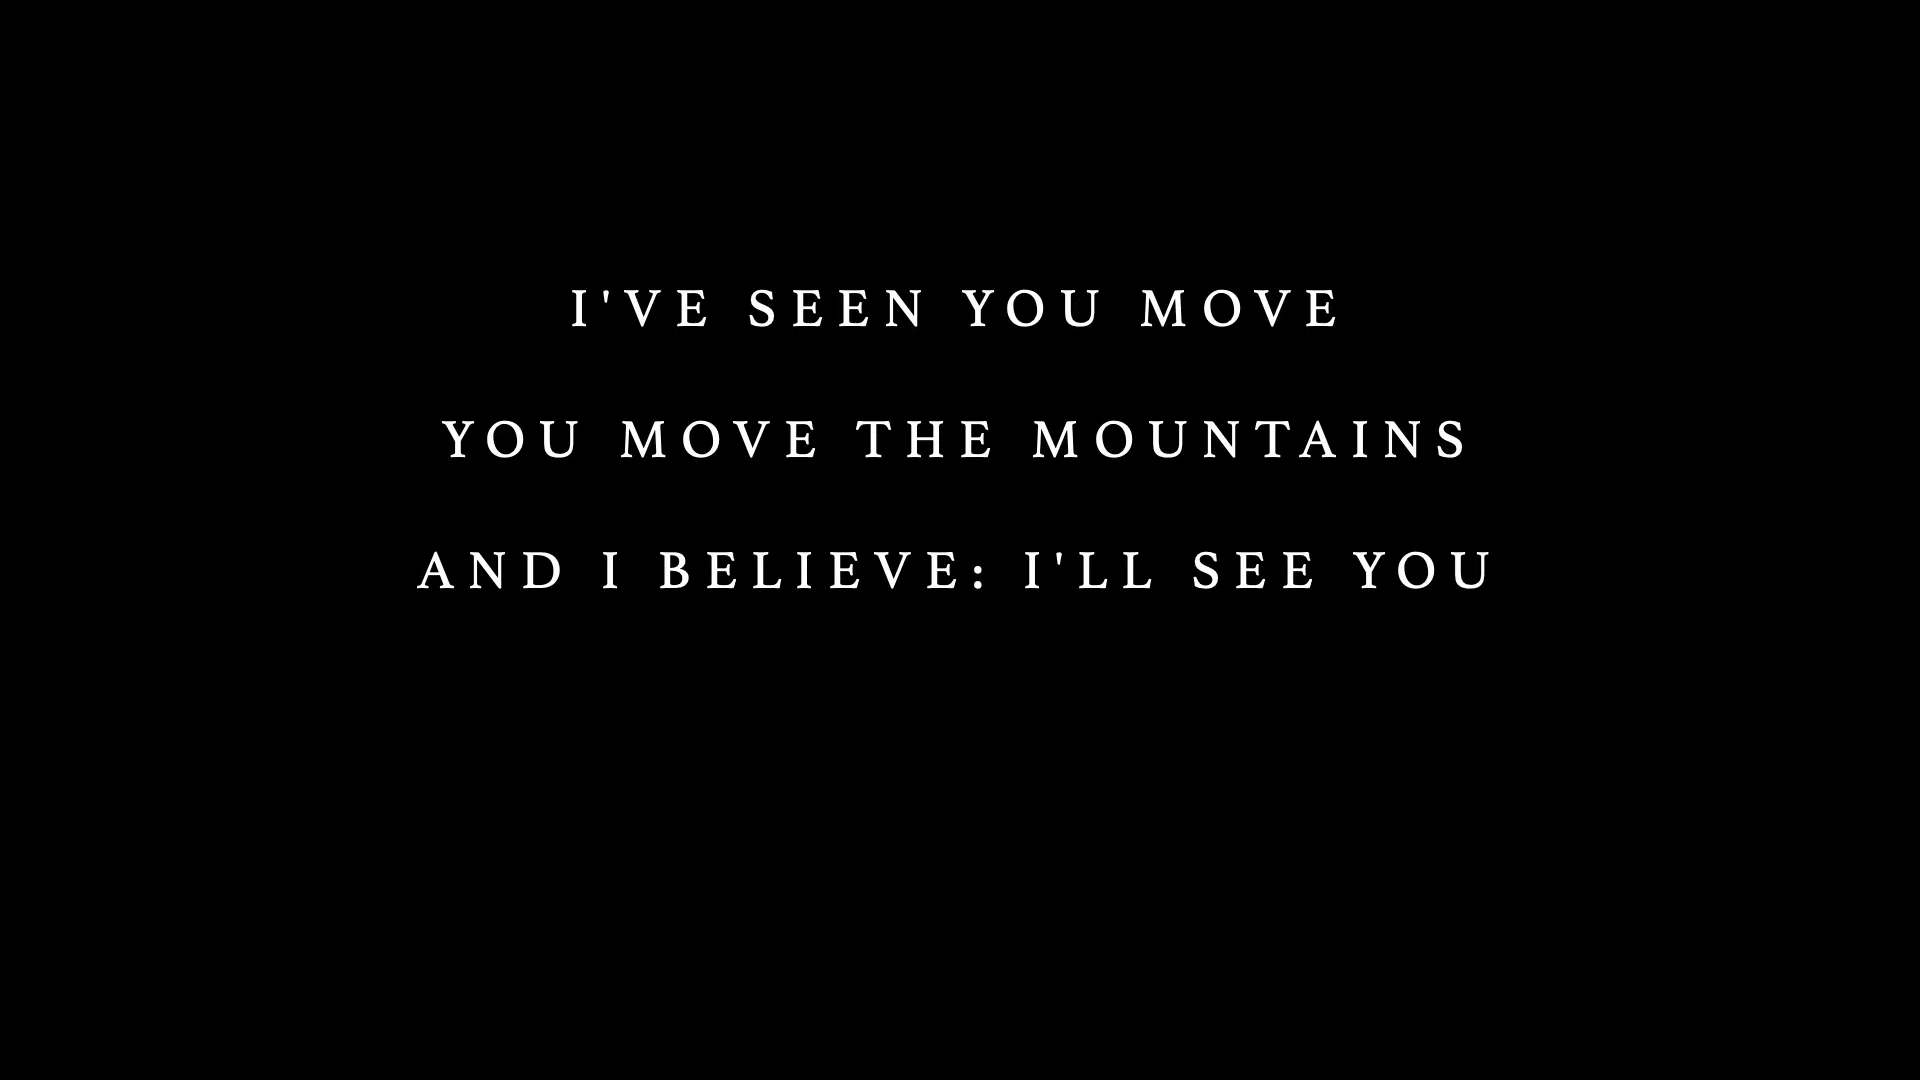 I'VE SEEN YOU MOVE
YOU MOVE THE MOUNTAINS
AND I BELIEVE: I'LL SEE YOU